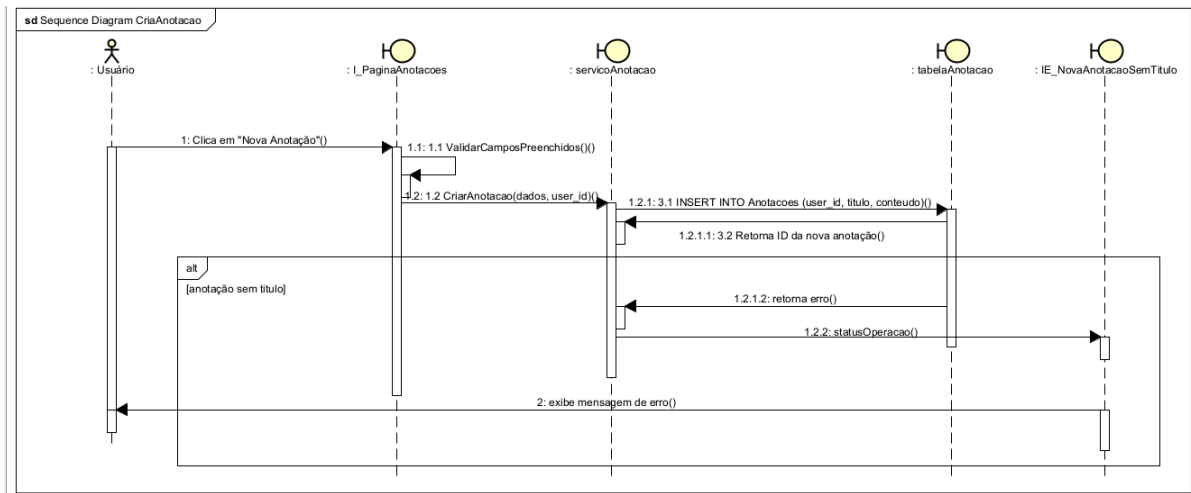 sd Sequence Diagram CriaAnotacao
: Usuário
: I_PaginaAnotacoes
: servicoAnotacao
: tabelaAnotacao
: IE_NovaAnotacaoSemTitulo
1: Clica em "Nova Anotação"()
1.1: 1.1 ValidarCamposPreenchidos()()
1.2: 1.2 CriarAnotacao(dados, user_id)()
1.2.1: 3.1 INSERT INTO Anotacoes (user_id, titulo, conteudo)()
1.2.1.1: 3.2 Retorna ID da nova anotação()
alt
[anotação sem titulo]
1.2.1.2: retorna erro()
1.2.2: statusOperacao()
2: exibe mensagem de erro()